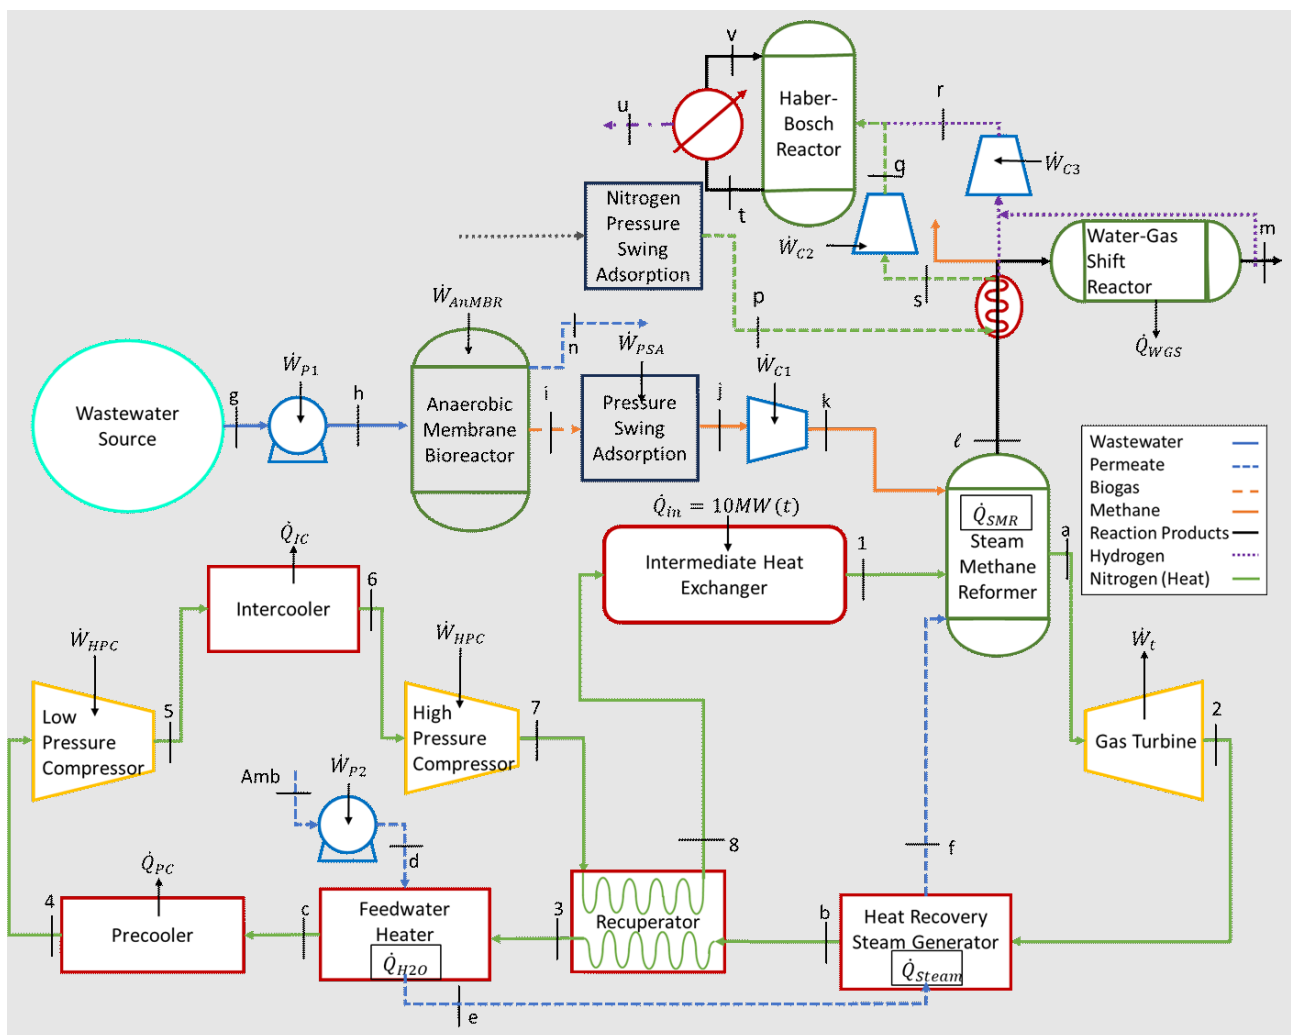 v
Haber-
Bosch
Reactor
u
r
Ẇ_C3
q
t
Nitrogen
Pressure
Swing
Adsorption
Ẇ_C2
m
Water-Gas
Shift
Reactor
s
p
Q̇_WGS
Ẇ_AnMBR
n
Ẇ_PSA
Ẇ_C1
Ẇ_P1
Wastewater
Source
g
h
Anaerobic
Membrane
Bioreactor
i
Pressure
Swing
Adsorption
j
k
ℓ
Wastewater
Permeate
Biogas
Methane
Reaction Products
Hydrogen
Nitrogen (Heat)
Q̇_in = 10MW(t)
Intermediate Heat
Exchanger
1
Q̇_SMR
Steam
Methane
Reformer
a
Q̇_IC
Intercooler
6
Ẇ_HPC
Low
Pressure
Compressor
5
Ẇ_HPC
High
Pressure
Compressor
7
Ẇ_t
Gas Turbine
2
Amb
Ẇ_P2
d
8
f
Q̇_PC
4
Precooler
c
Feedwater
Heater
Q̇_H2O
3
Recuperator
b
Heat Recovery
Steam Generator
Q̇_Steam
e